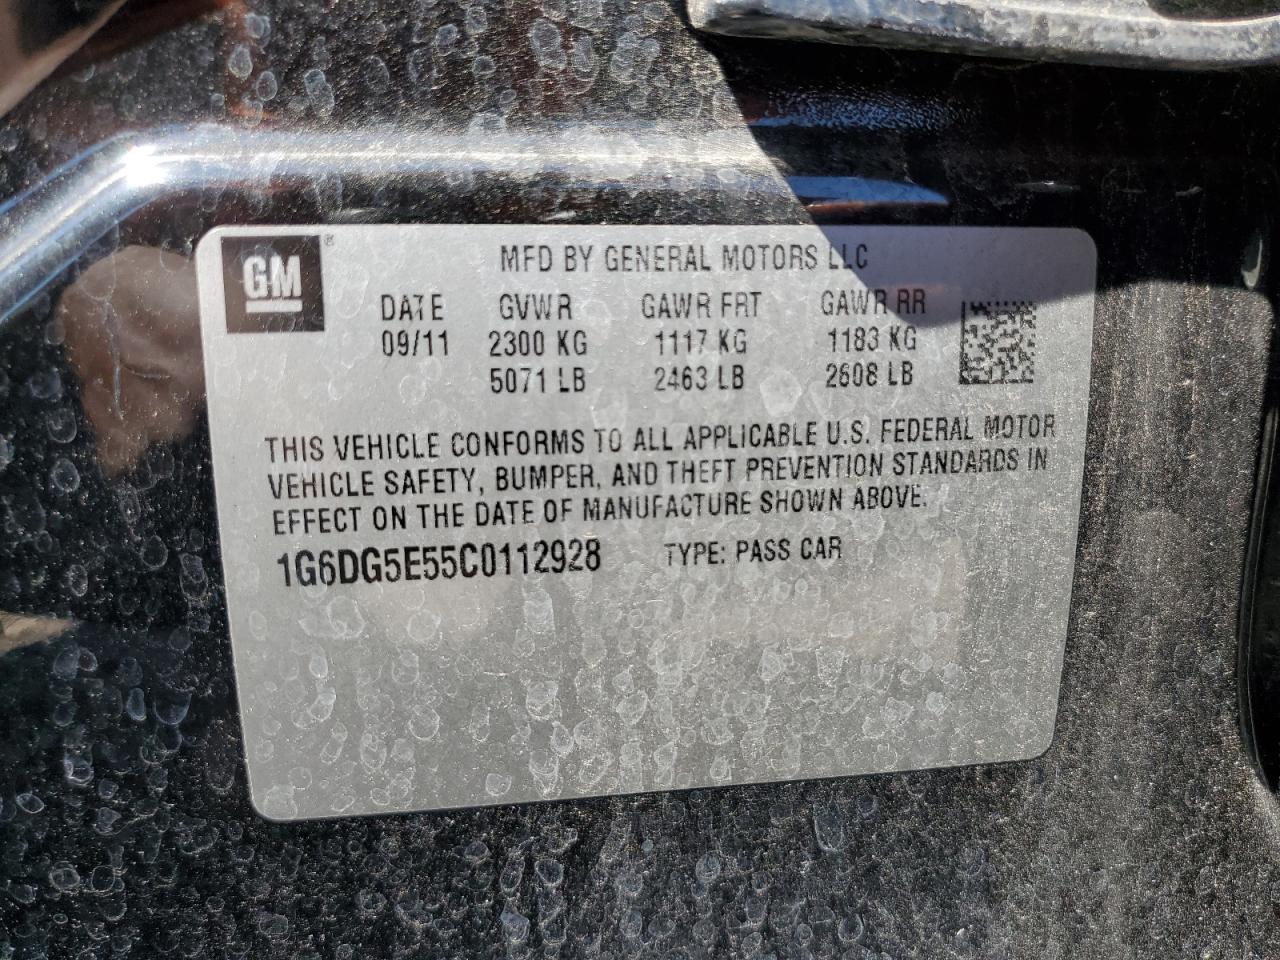 GM ®
MFD BY GENERAL MOTORS LLC
DATE GVWR GAWR FRT GAWR RR
09/11 2300 KG 1117 KG 1183 KG
5071 LB 2463 LB 2608 LB
THIS VEHICLE CONFORMS TO ALL APPLICABLE U.S. FEDERAL MOTOR
VEHICLE SAFETY, BUMPER, AND THEFT PREVENTION STANDARDS IN
EFFECT ON THE DATE OF MANUFACTURE SHOWN ABOVE.
1G6DG5E55C0112928 TYPE: PASS CAR